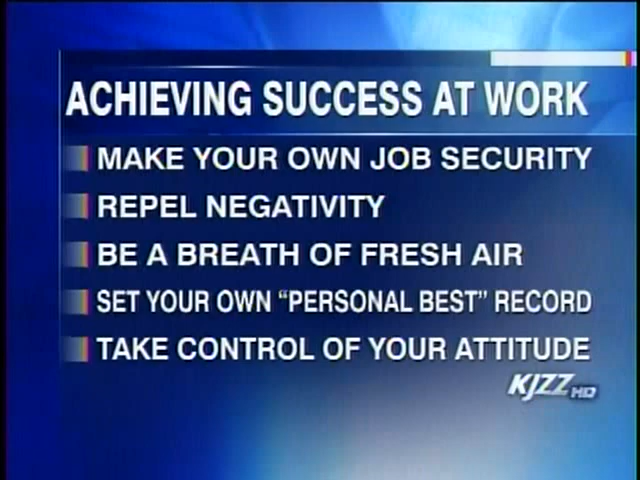 ACHIEVING SUCCESS AT WORK
MAKE YOUR OWN JOB SECURITY
REPEL NEGATIVITY
BE A BREATH OF FRESH AIR
SET YOUR OWN “PERSONAL BEST” RECORD
TAKE CONTROL OF YOUR ATTITUDE
KJZZ HD